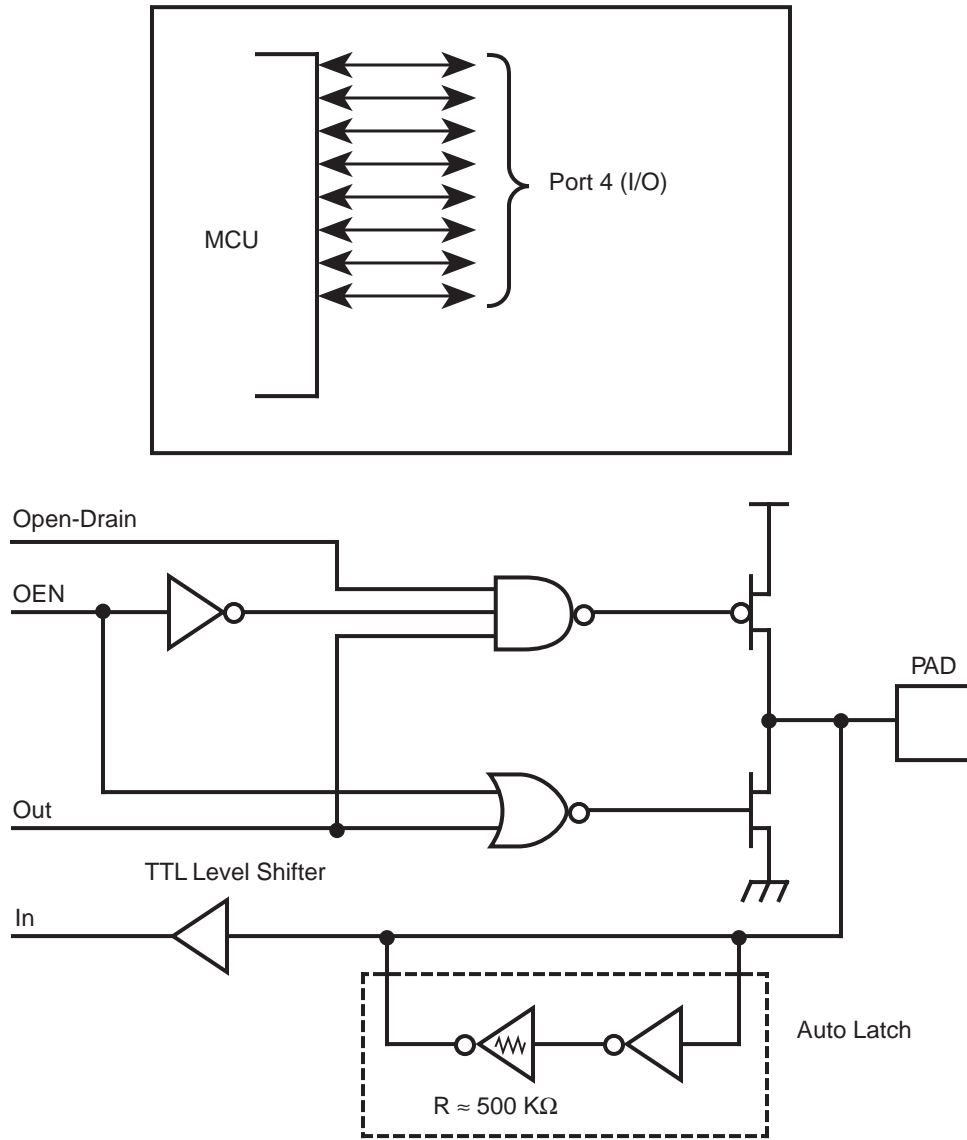 MCU
Port 4 (I/O)
Open-Drain
OEN
PAD
Out
TTL Level Shifter
In
Auto Latch
R ≈ 500 KΩ